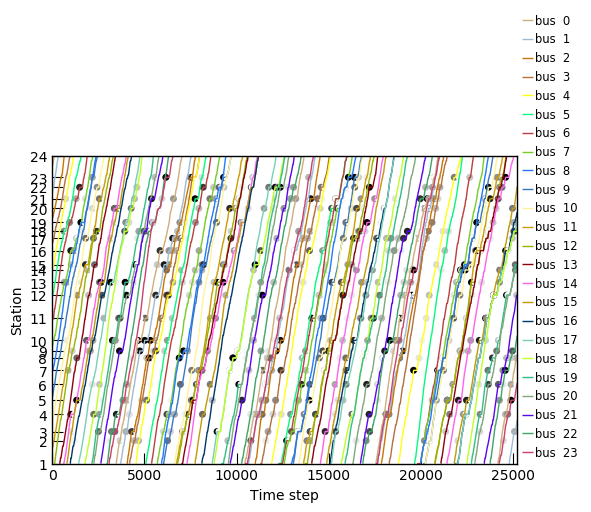 bus 0
bus 1
bus 2
bus 3
bus 4
bus 5
bus 6
bus 7
bus 8
bus 9
bus 10
bus 11
bus 12
bus 13
bus 14
bus 15
bus 16
bus 17
bus 18
bus 19
bus 20
bus 21
bus 22
bus 23
24
23
22
21
20
19
18
17
16
15
14
13
12
11
10
9
8
7
6
5
4
3
2
1
Station
0 5000 10000 15000 20000 25000
Time step